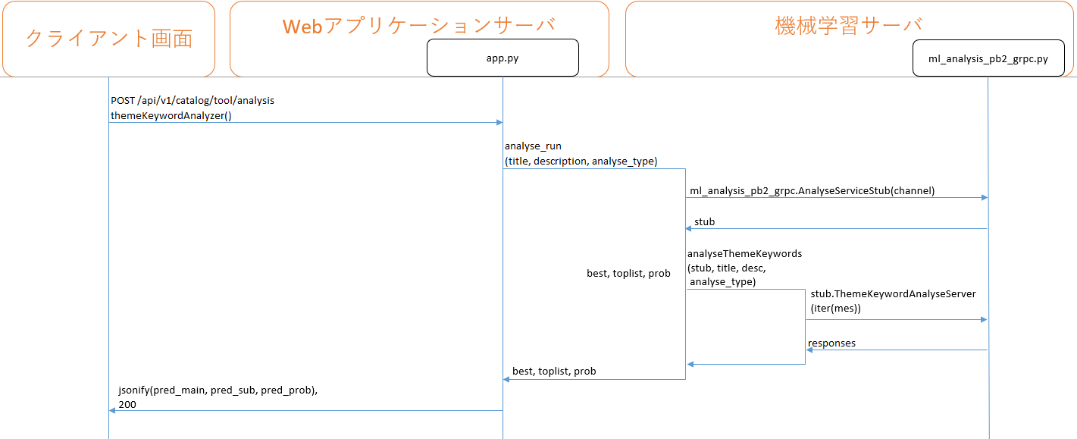 クライアント画面
Webアプリケーションサーバ
機械学習サーバ
app.py
ml_analysis_pb2_grpc.py
POST /api/v1/catalog/tool/analysis
themeKeywordAnalyzer()
analyse_run
(title, description, analyse_type)
ml_analysis_pb2_grpc.AnalyseServiceStub(channel)
stub
analyseThemeKeywords
(stub, title, desc,
analyse_type)
best, toplist, prob
stub.ThemeKeywordAnalyseServer
(iter(mes))
responses
best, toplist, prob
jsonify(pred_main, pred_sub, pred_prob),
200